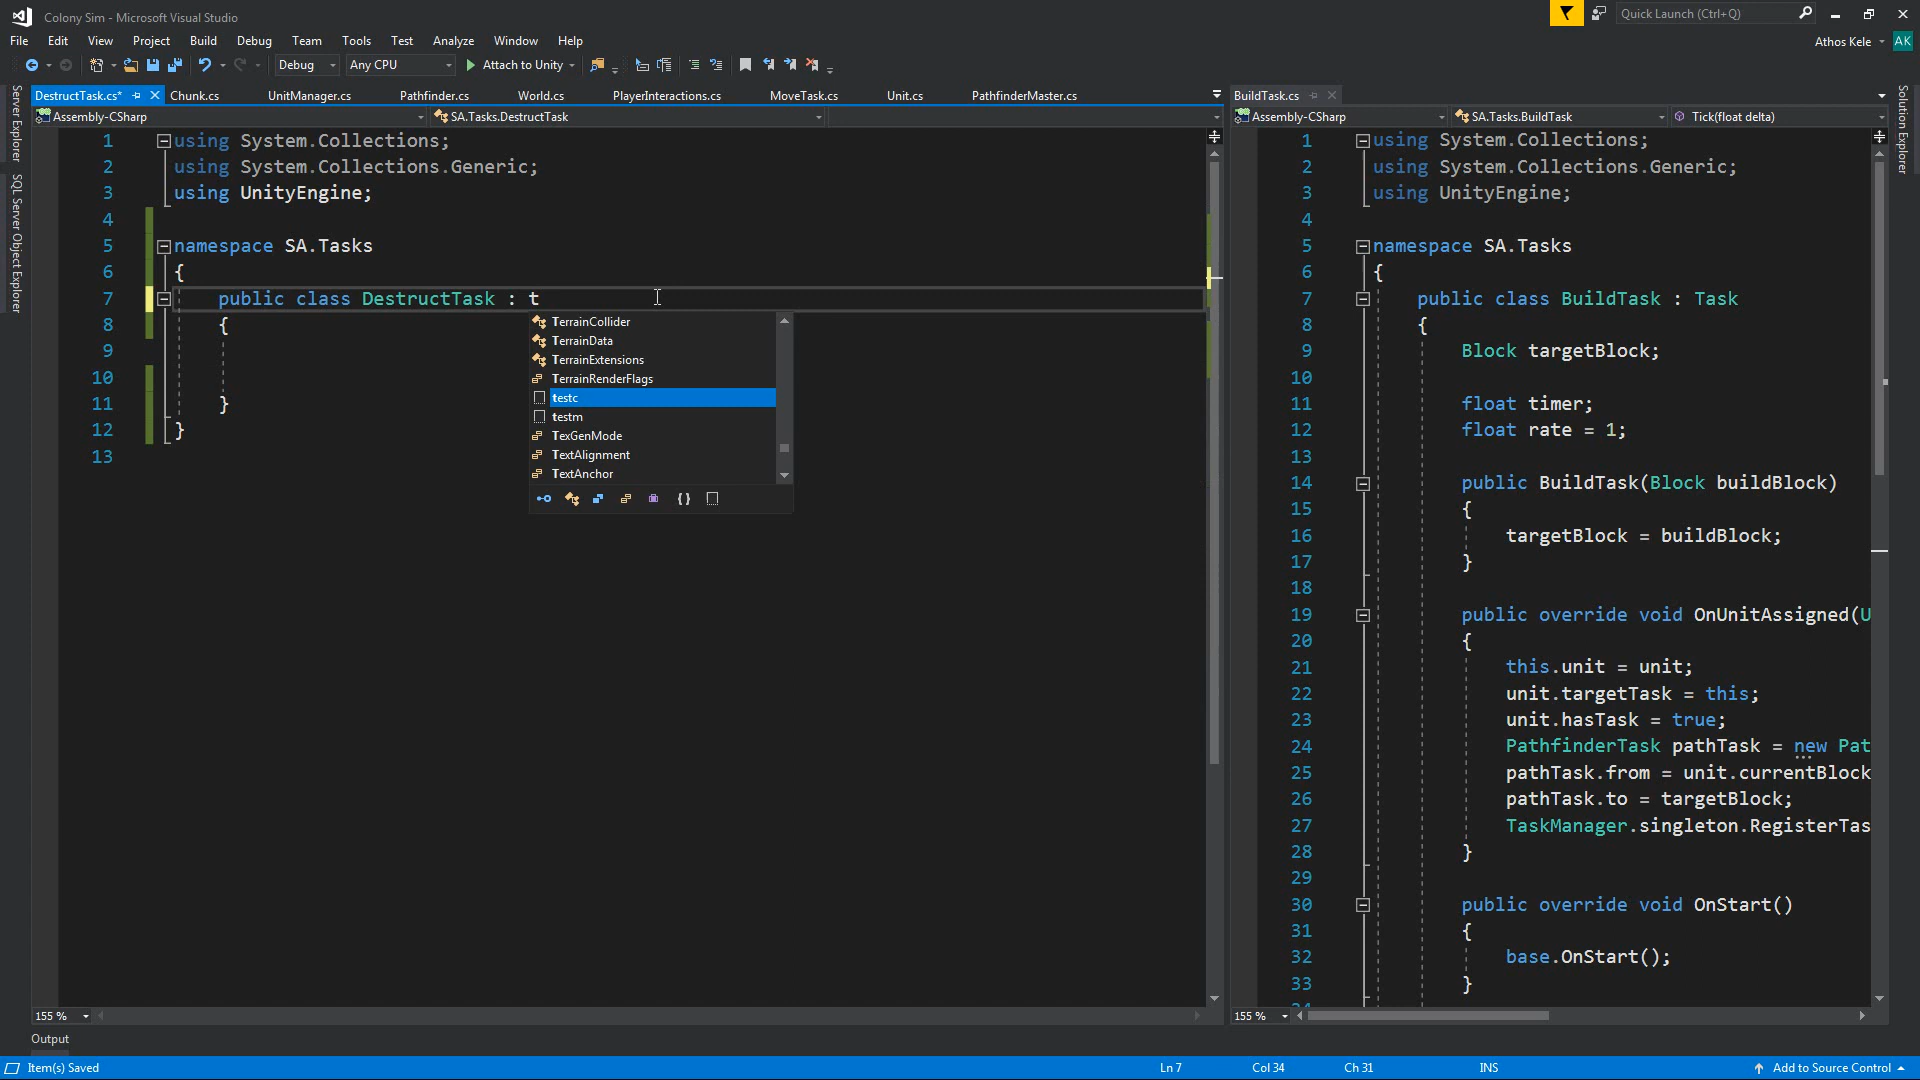 Colony Sim - Microsoft Visual Studio
Quick Launch (Ctrl+Q)
File Edit View Project Build Debug Team Tools Test Analyze Window Help
Athos Kele AK
Debug Any CPU Attach to Unity
DestructTask.cs* Chunk.cs UnitManager.cs Pathfinder.cs World.cs PlayerInteractions.cs MoveTask.cs Unit.cs PathfinderMaster.cs
Assembly-CSharp SA.Tasks.DestructTask
Server Explorer
SQL Server Object Explorer
1 using System.Collections;
2 using System.Collections.Generic;
3 using UnityEngine;
4
5 namespace SA.Tasks
6 {
7 public class DestructTask : t
8 {
9
10
11 }
12 }
13
TerrainCollider
TerrainData
TerrainExtensions
TerrainRenderFlags
testc
testm
TexGenMode
TextAlignment
TextAnchor
{}
155 %
BuildTask.cs
Assembly-CSharp SA.Tasks.BuildTask Tick(float delta)
Solution Explorer
1 using System.Collections;
2 using System.Collections.Generic;
3 using UnityEngine;
4
5 namespace SA.Tasks
6 {
7 public class BuildTask : Task
8 {
9 Block targetBlock;
10
11 float timer;
12 float rate = 1;
13
14 public BuildTask(Block buildBlock)
15 {
16 targetBlock = buildBlock;
17 }
18
19 public override void OnUnitAssigned(U
20 {
21 this.unit = unit;
22 unit.targetTask = this;
23 unit.hasTask = true;
24 PathfinderTask pathTask = new Pat
25 pathTask.from = unit.currentBlock
26 pathTask.to = targetBlock;
27 TaskManager.singleton.RegisterTas
28 }
29
30 public override void OnStart()
31 {
32 base.OnStart();
33 }
155 %
Output
Item(s) Saved Ln 7 Col 34 Ch 31 INS Add to Source Control